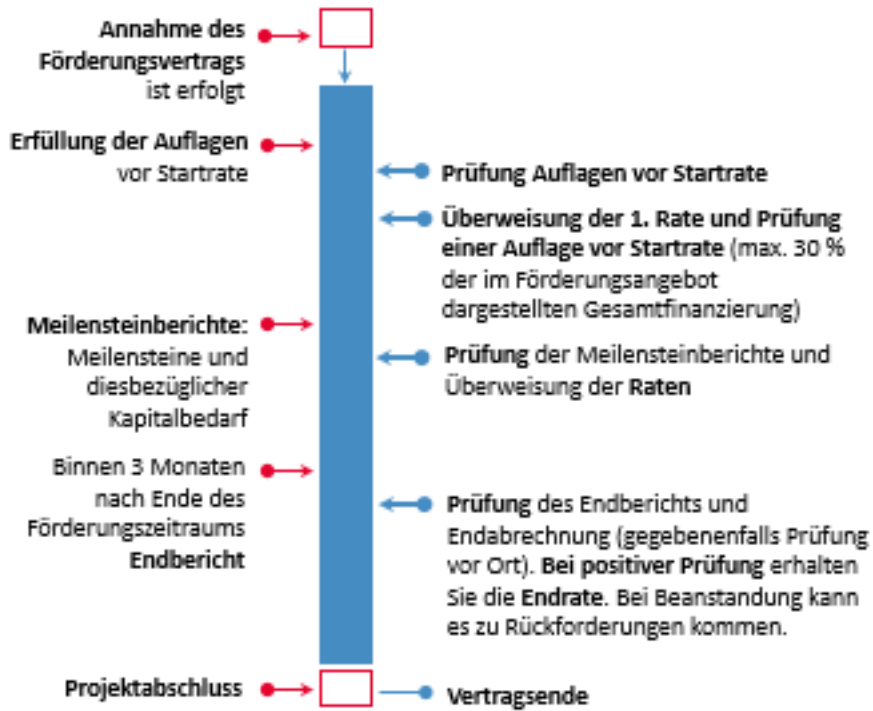 Annahme des
Förderungsvertrags
ist erfolgt
Erfüllung der Auflagen
vor Startrate
Prüfung Auflagen vor Startrate
Überweisung der 1. Rate und Prüfung
einer Auflage vor Startrate (max. 30 %
der im Förderungsangebot
dargestellten Gesamtfinanzierung)
Meilensteinberichte:
Meilensteine und
diesbezüglicher
Kapitalbedarf
Prüfung der Meilensteinberichte und
Überweisung der Raten
Binnen 3 Monaten
nach Ende des
Förderungszeitraums
Endbericht
Prüfung des Endberichts und
Endabrechnung (gegebenenfalls Prüfung
vor Ort). Bei positiver Prüfung erhalten
Sie die Endrate. Bei Beanstandung kann
es zu Rückforderungen kommen.
Projektabschluss
Vertragsende